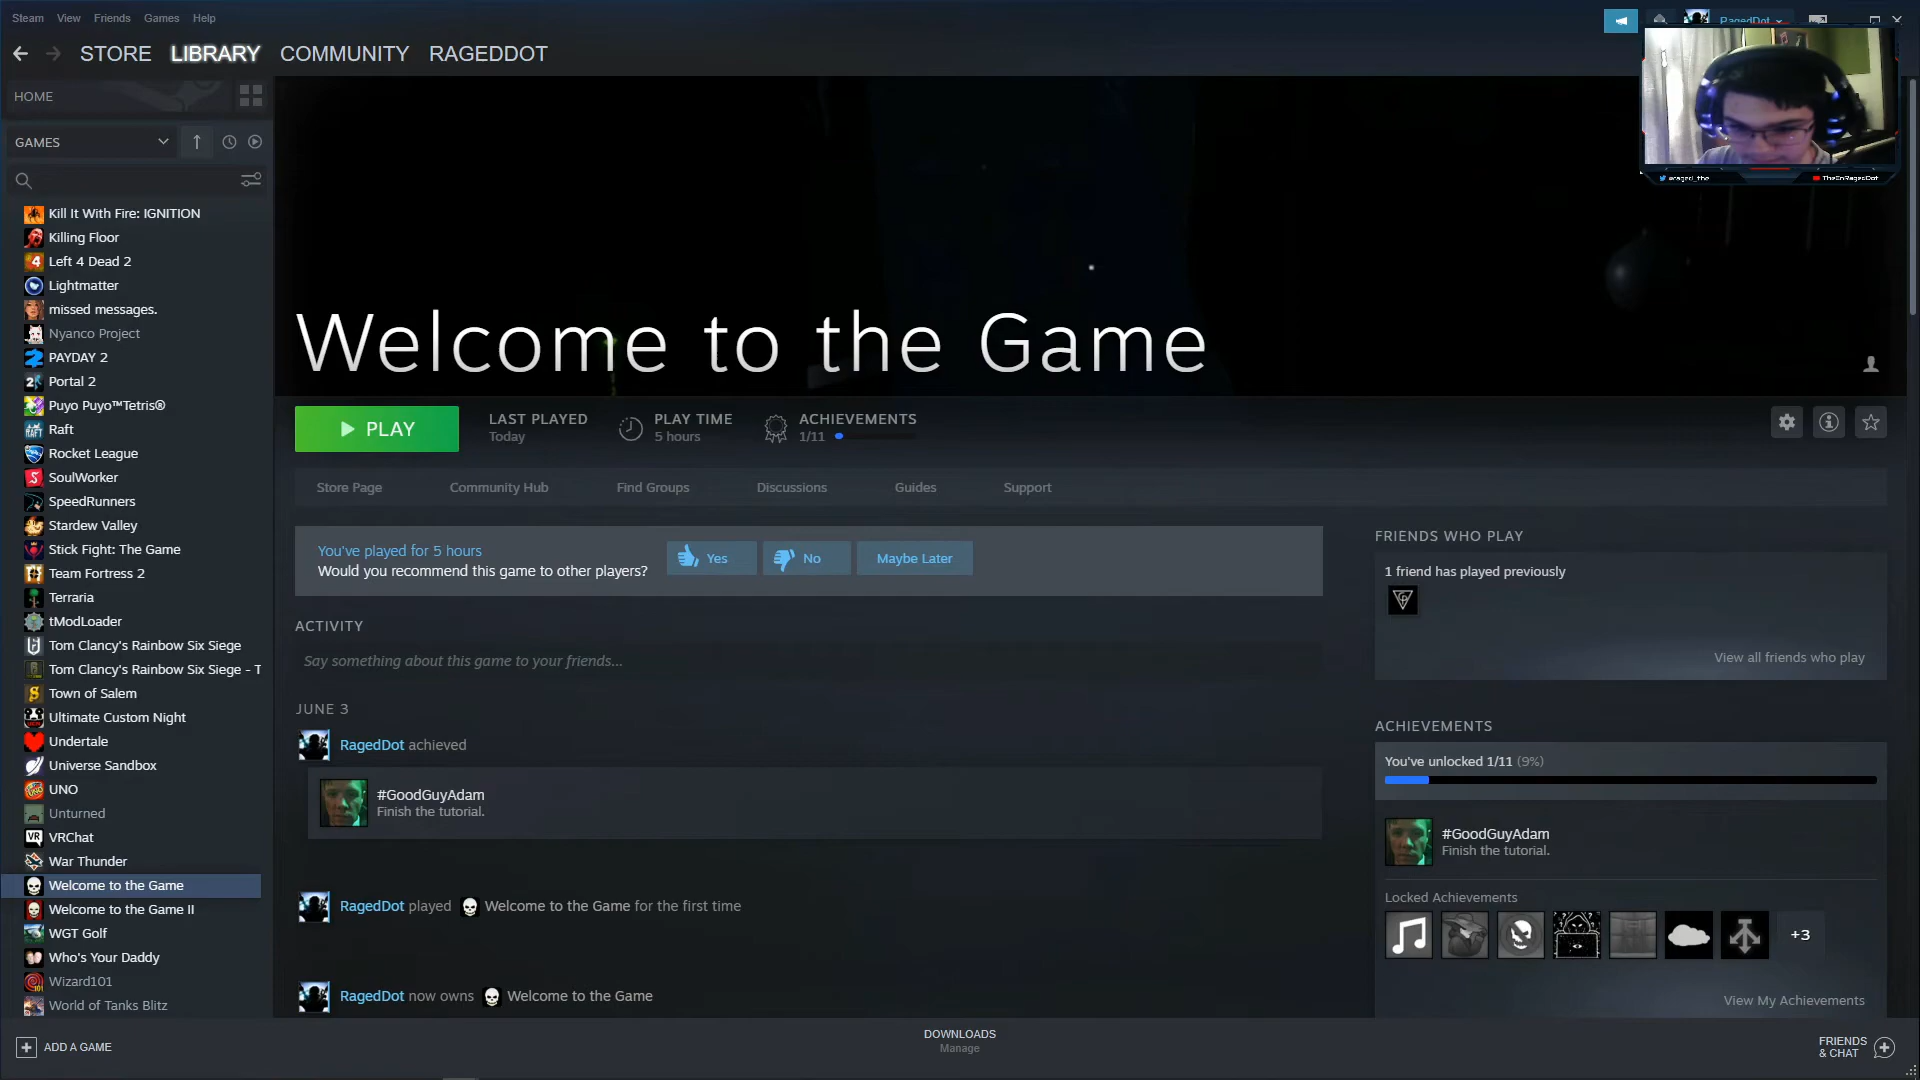 Steam View Friends Games Help
RagedDot
STORE LIBRARY COMMUNITY RAGEDDOT
HOME
GAMES
Kill It With Fire: IGNITION
Killing Floor
Left 4 Dead 2
Lightmatter
missed messages.
Nyanco Project
PAYDAY 2
Portal 2
Puyo Puyo™Tetris®
Raft
Rocket League
SoulWorker
SpeedRunners
Stardew Valley
Stick Fight: The Game
Team Fortress 2
Terraria
tModLoader
Tom Clancy's Rainbow Six Siege
Tom Clancy's Rainbow Six Siege - T
Town of Salem
Ultimate Custom Night
Undertale
Universe Sandbox
UNO
Unturned
VRChat
War Thunder
Welcome to the Game
Welcome to the Game II
WGT Golf
Who's Your Daddy
Wizard101
World of Tanks Blitz
ADD A GAME
Welcome to the Game
PLAY
LAST PLAYED
Today
PLAY TIME
5 hours
ACHIEVEMENTS
1/11
Store Page Community Hub Find Groups Discussions Guides Support
You've played for 5 hours
Would you recommend this game to other players?
Yes No Maybe Later
ACTIVITY
Say something about this game to your friends...
JUNE 3
RagedDot achieved
#GoodGuyAdam
Finish the tutorial.
RagedDot played Welcome to the Game for the first time
RagedDot now owns Welcome to the Game
FRIENDS WHO PLAY
1 friend has played previously
View all friends who play
ACHIEVEMENTS
You've unlocked 1/11 (9%)
#GoodGuyAdam
Finish the tutorial.
Locked Achievements
+3
View My Achievements
DOWNLOADS
Manage
FRIENDS
& CHAT
TheEnRagedDot